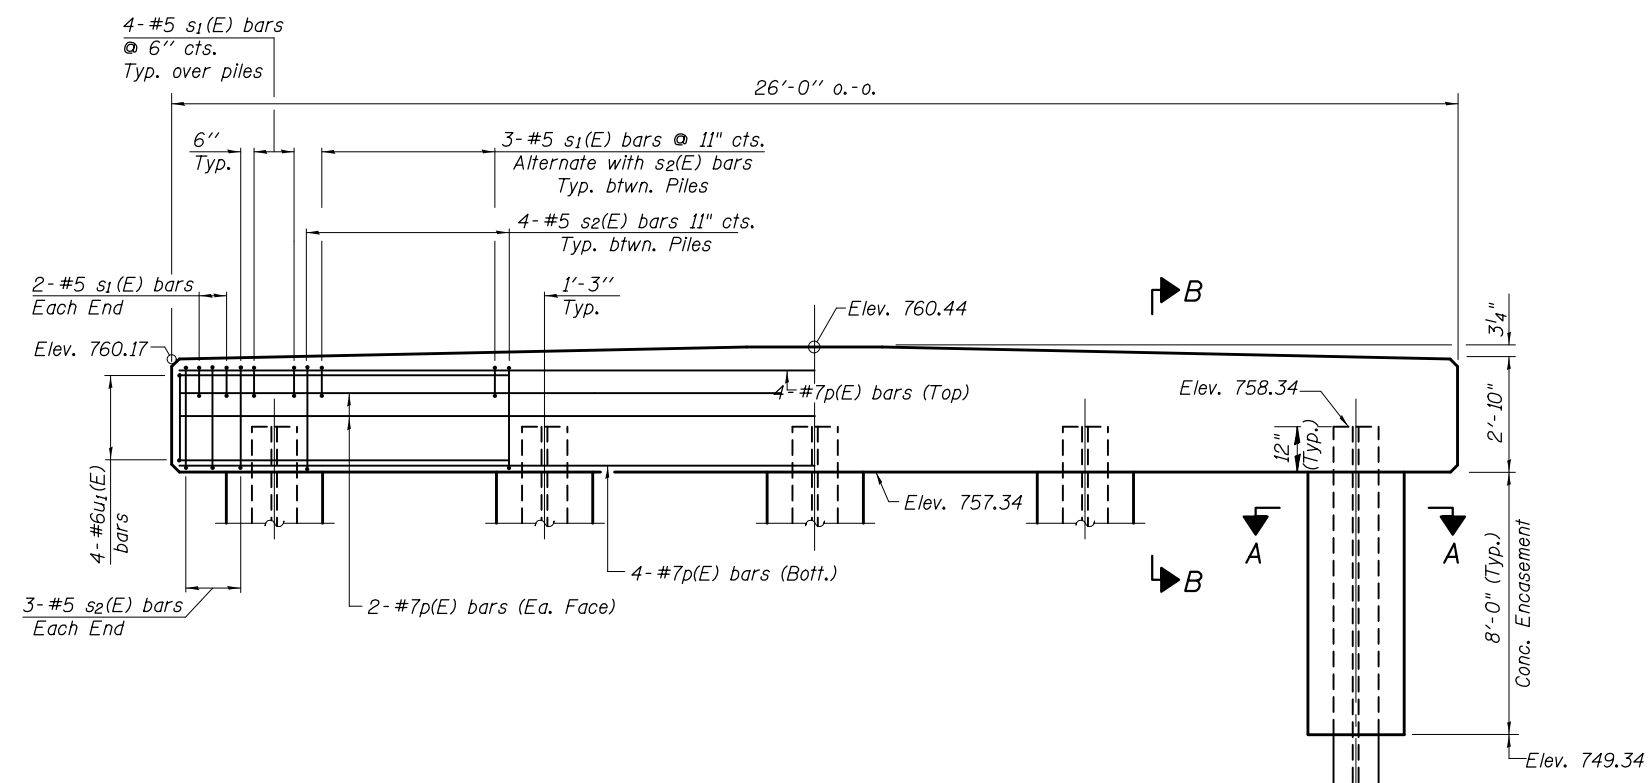 4-#5 s1(E) bars
@ 6'' cts.
Typ. over piles
26'-0'' o.-o.
6''
Typ.
3-#5 s1(E) bars @ 11" cts.
Alternate with s2(E) bars
Typ. btwn. Piles
4-#5 s2(E) bars 11" cts.
Typ. btwn. Piles
2-#5 s1(E) bars
Each End
1'-3''
Typ.
B
Elev. 760.44
3¼"
Elev. 760.17
4-#7p(E) bars (Top)
Elev. 758.34
2'-10"
12"
(Typ.)
4-#6u1(E)
bars
Elev. 757.34
A
A
4-#7p(E) bars (Bott.)
B
3-#5 s2(E) bars
Each End
2-#7p(E) bars (Ea. Face)
8'-0" (Typ.)
Conc. Encasement
Elev. 749.34